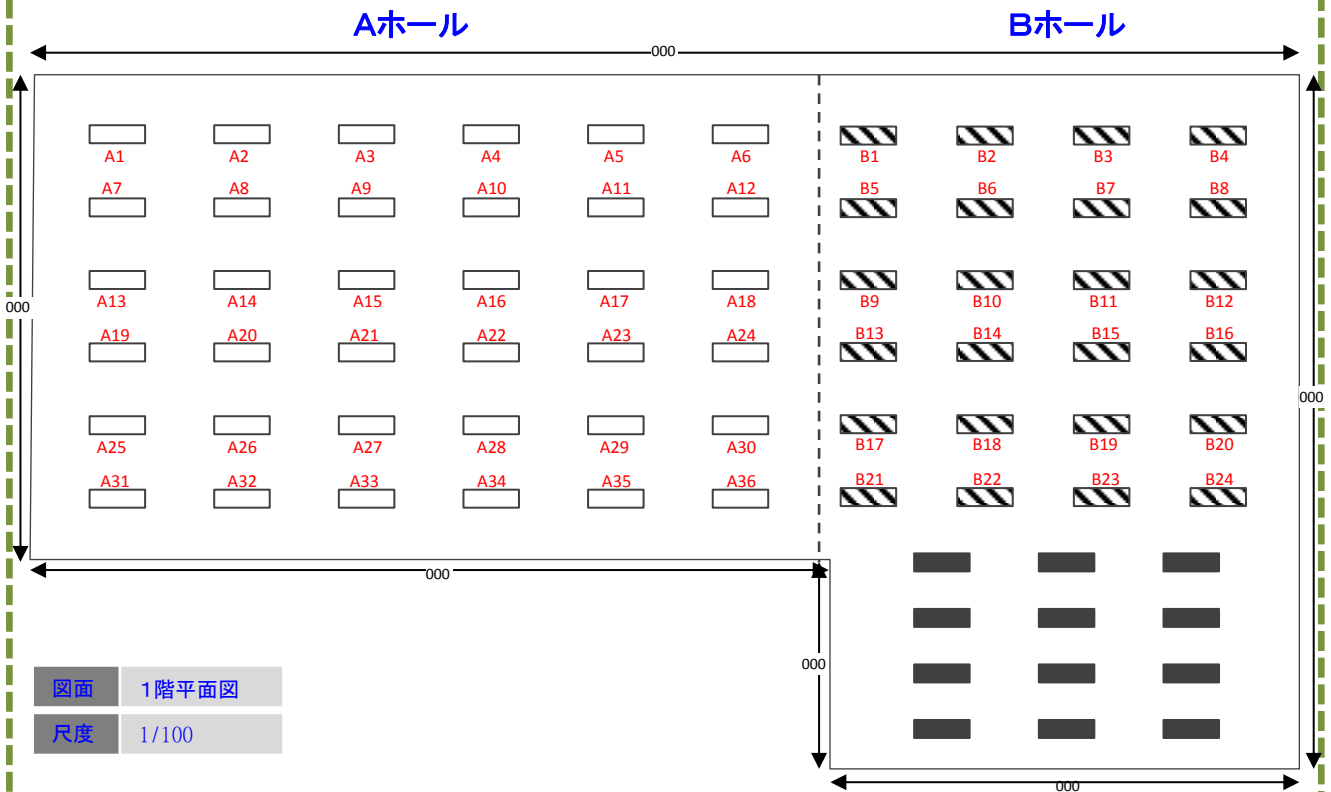 Aホール Bホール
000
A1 A2 A3 A4 A5 A6 B1 B2 B3 B4
A7 A8 A9 A10 A11 A12 B5 B6 B7 B8
A13 A14 A15 A16 A17 A18 B9 B10 B11 B12
000
A19 A20 A21 A22 A23 A24 B13 B14 B15 B16
000
A25 A26 A27 A28 A29 A30 B17 B18 B19 B20
A31 A32 A33 A34 A35 A36 B21 B22 B23 B24
000
000
図面 1階平面図
尺度 1/100
000